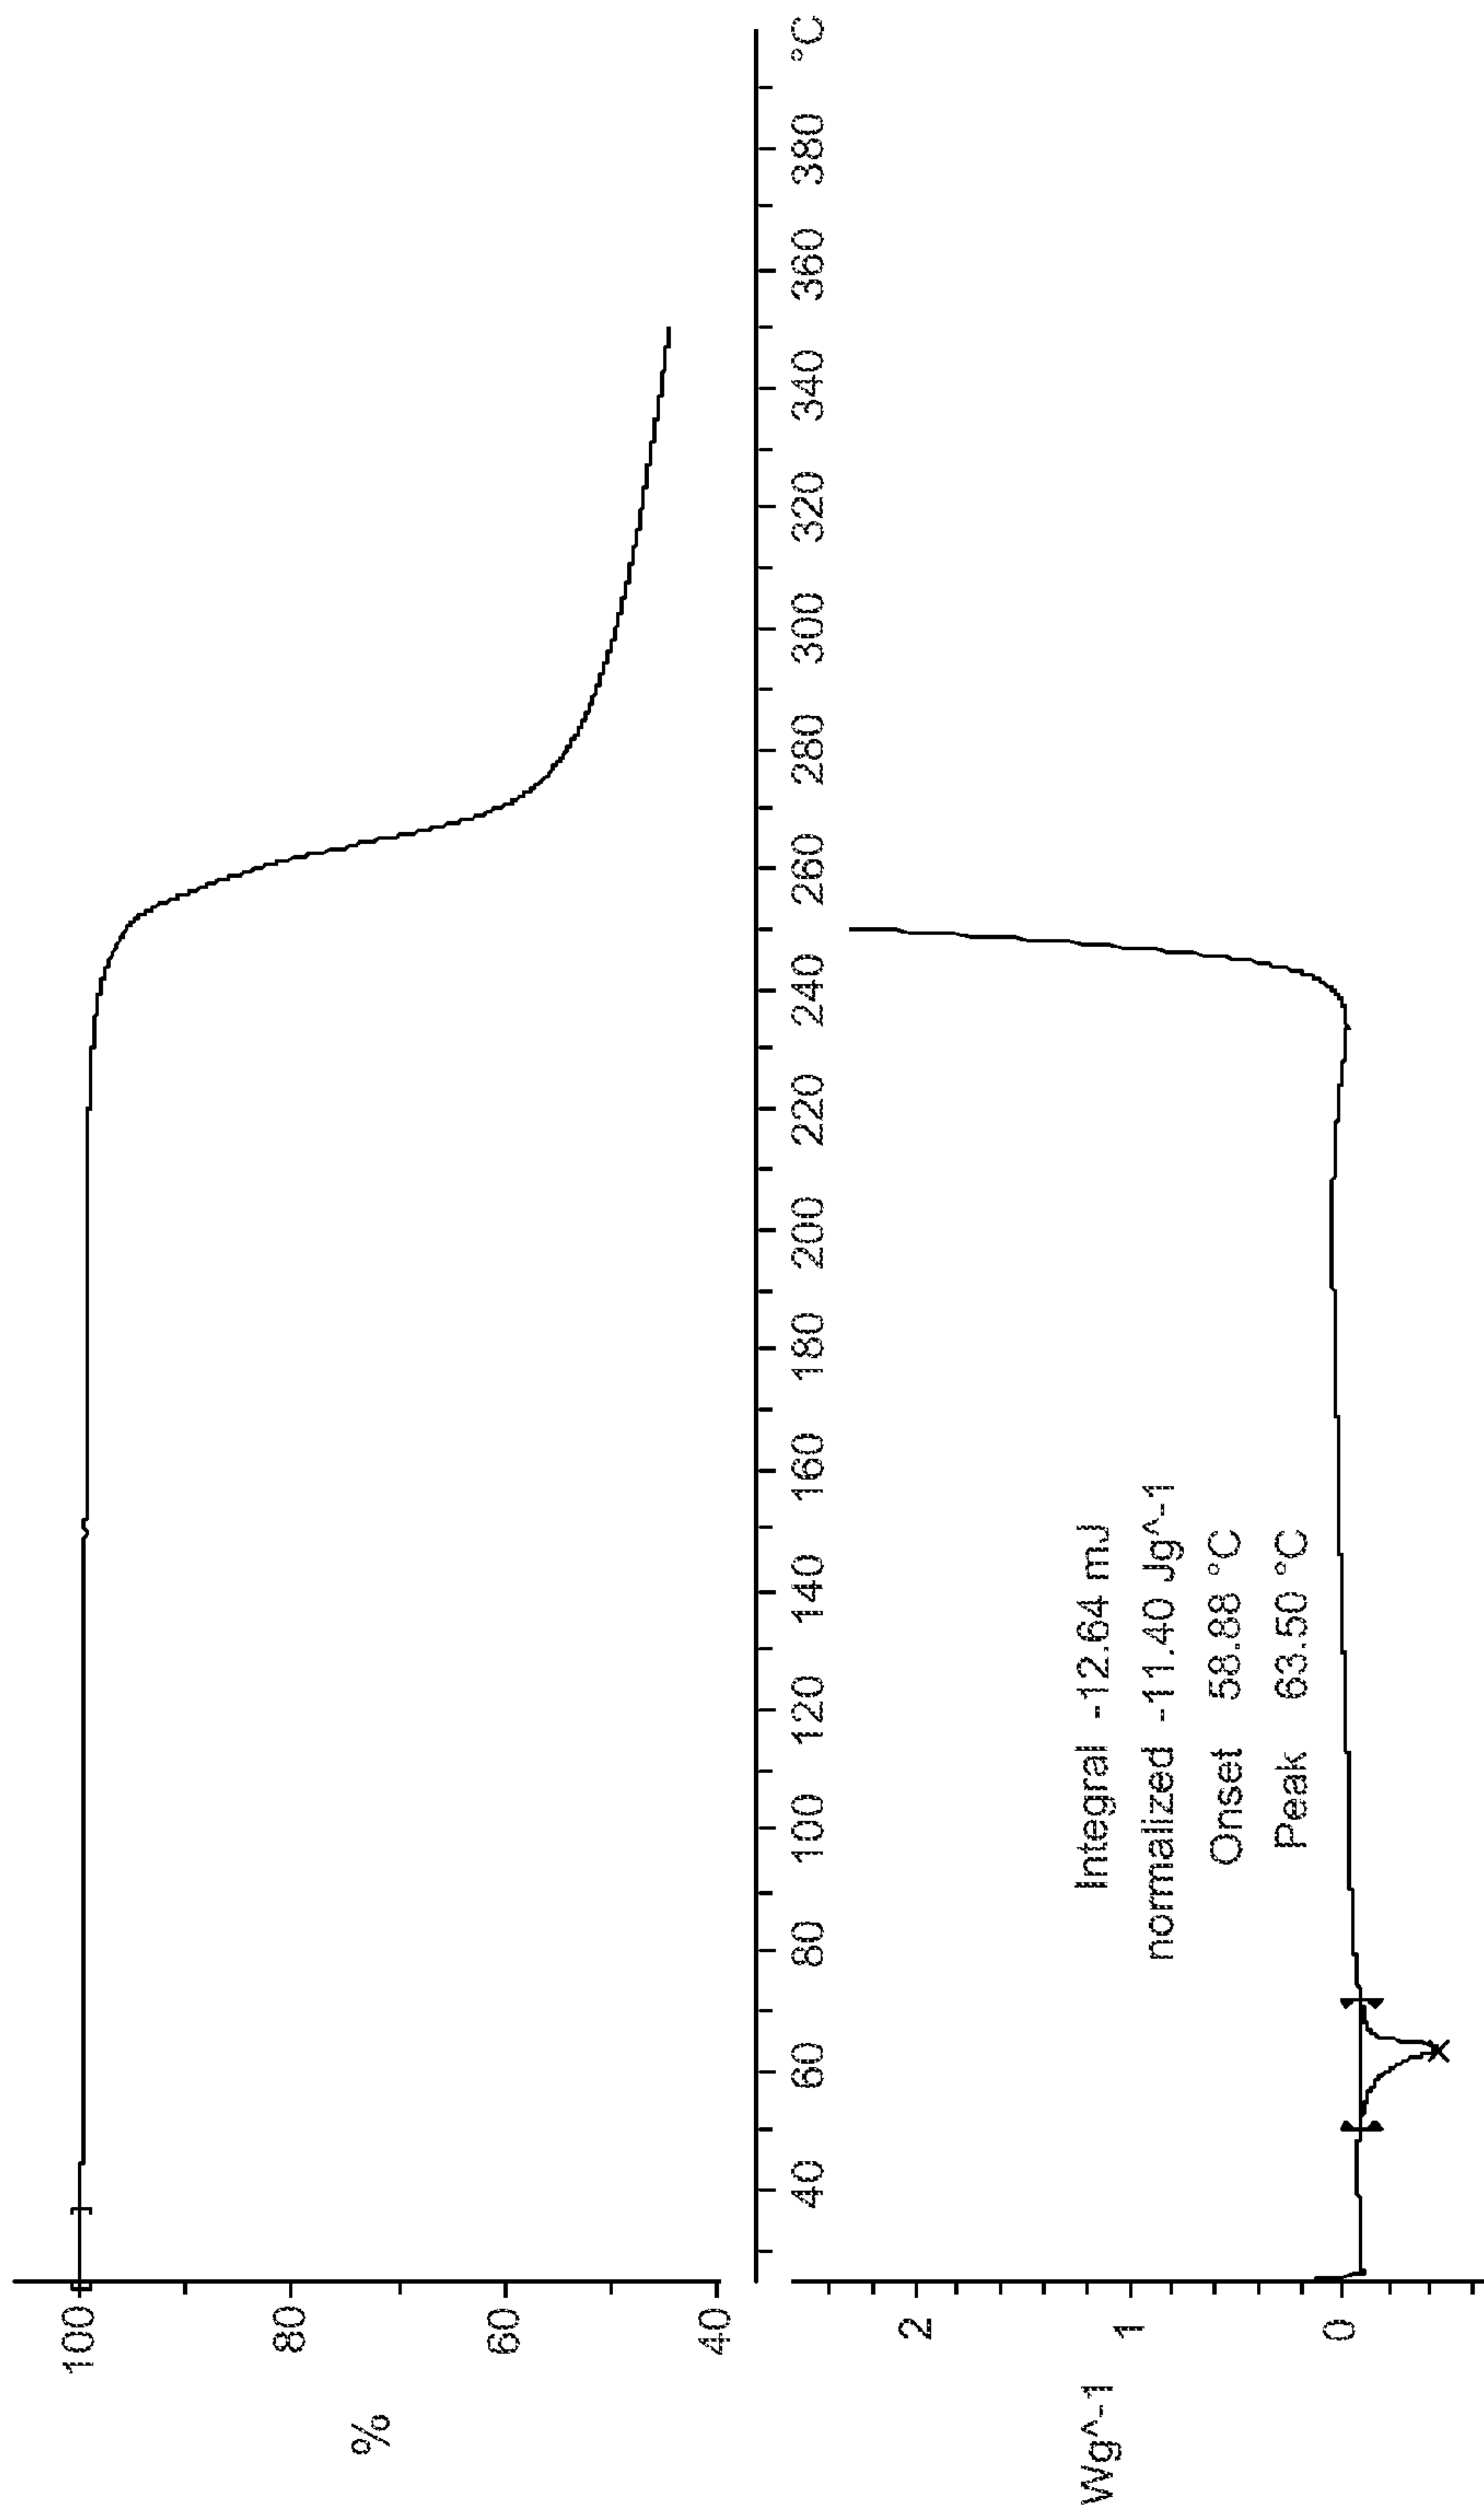 100
80
60
40
%
40 60 80 100 120 140 160 180 200 220 240 260 280 300 320 340 360 380 °C
2
1
0
Wg^-1
Integral -12.64 mJ
normalized -11.40 Jg^-1
Onset 58.88 °C
Peak 63.50 °C